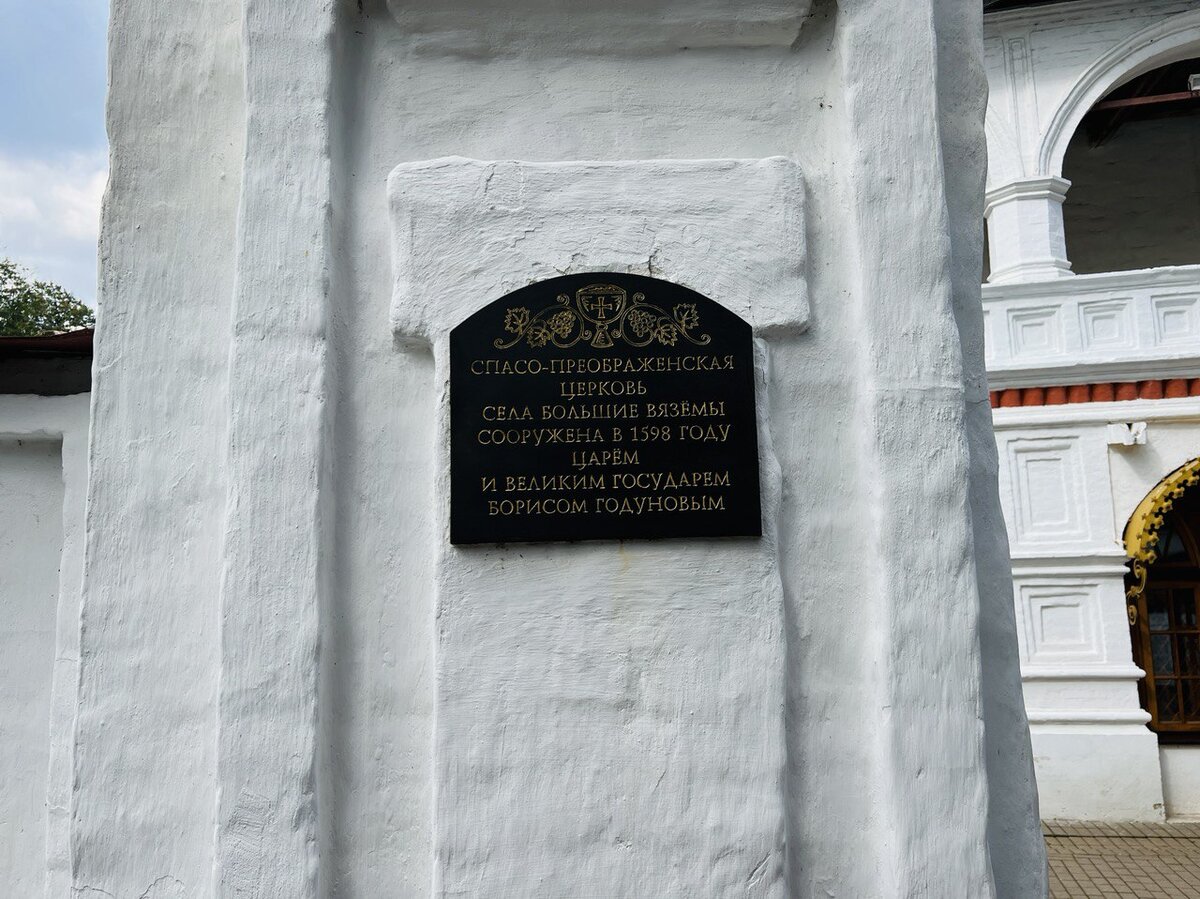 СПАСО-ПРЕОБРАЖЕНСКАЯ
ЦЕРКОВЬ
СЕЛА БОЛЬШИЕ ВЯЗЁМЫ
СООРУЖЕНА В 1598 ГОДУ
ЦАРЁМ
И ВЕЛИКИМ ГОСУДАРЕМ
БОРИСОМ ГОДУНОВЫМ